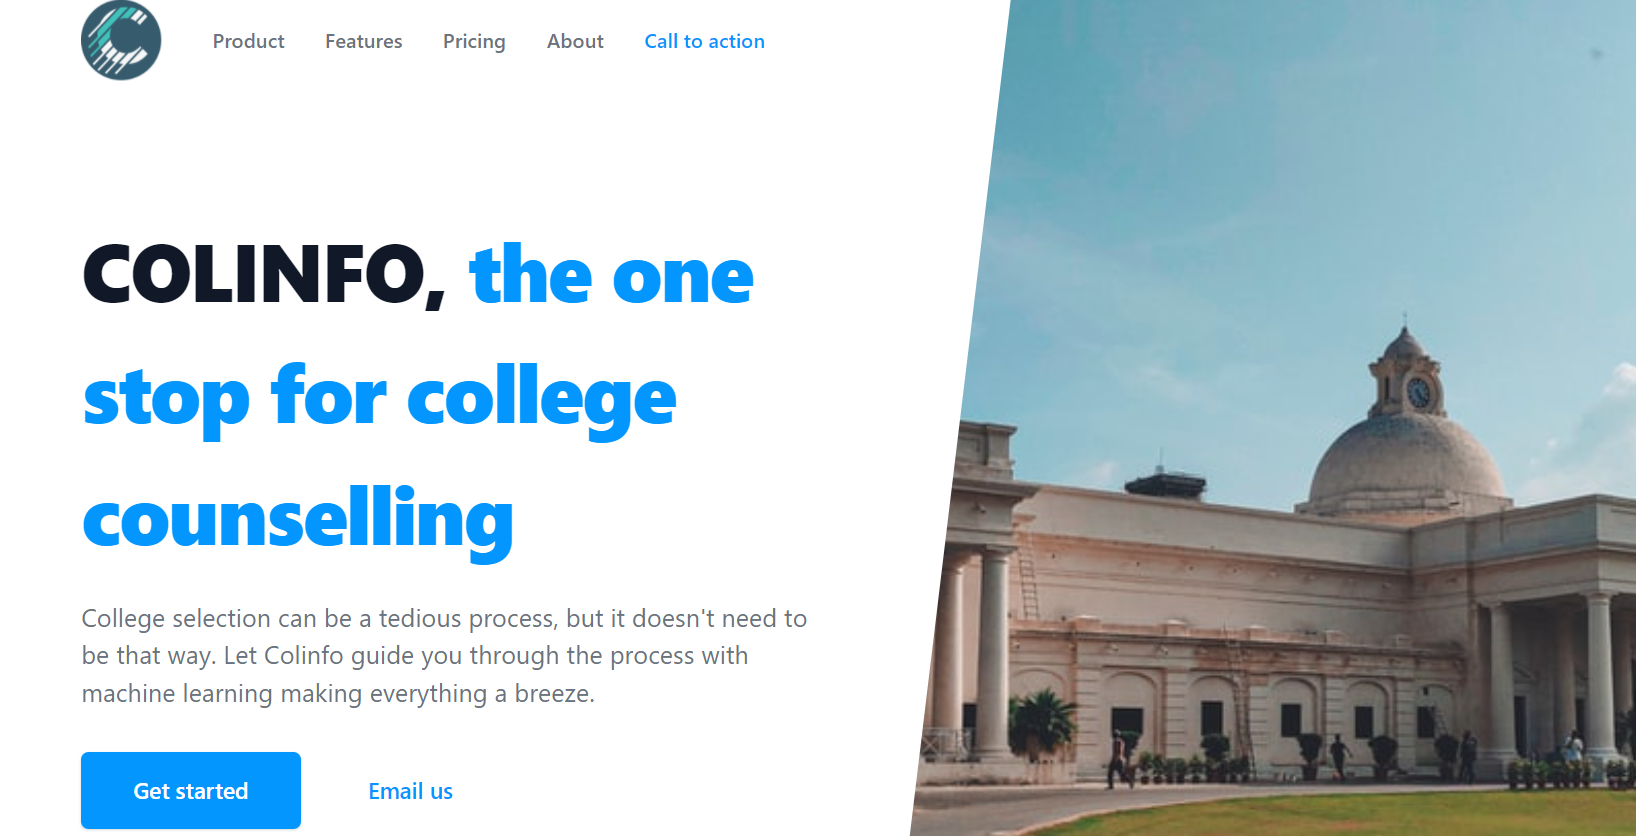 Product Features Pricing About Call to action
COLINFO, the one
stop for college
counselling
College selection can be a tedious process, but it doesn't need to
be that way. Let Colinfo guide you through the process with
machine learning making everything a breeze.
Get started Email us